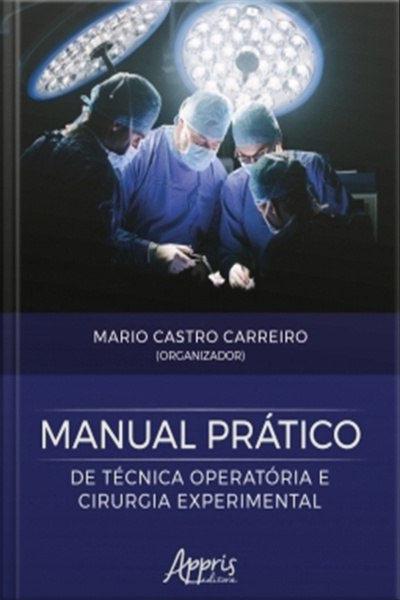 MARIO CASTRO CARREIRO
(ORGANIZADOR)
MANUAL PRÁTICO
DE TÉCNICA OPERATÓRIA E
CIRURGIA EXPERIMENTAL
Appris
editora